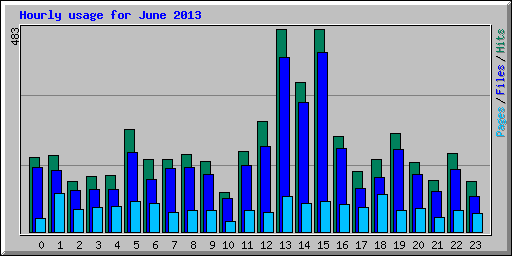 Hourly usage for June 2013
483
Pages / Files / Hits
0 1 2 3 4 5 6 7 8 9 10 11 12 13 14 15 16 17 18 19 20 21 22 23